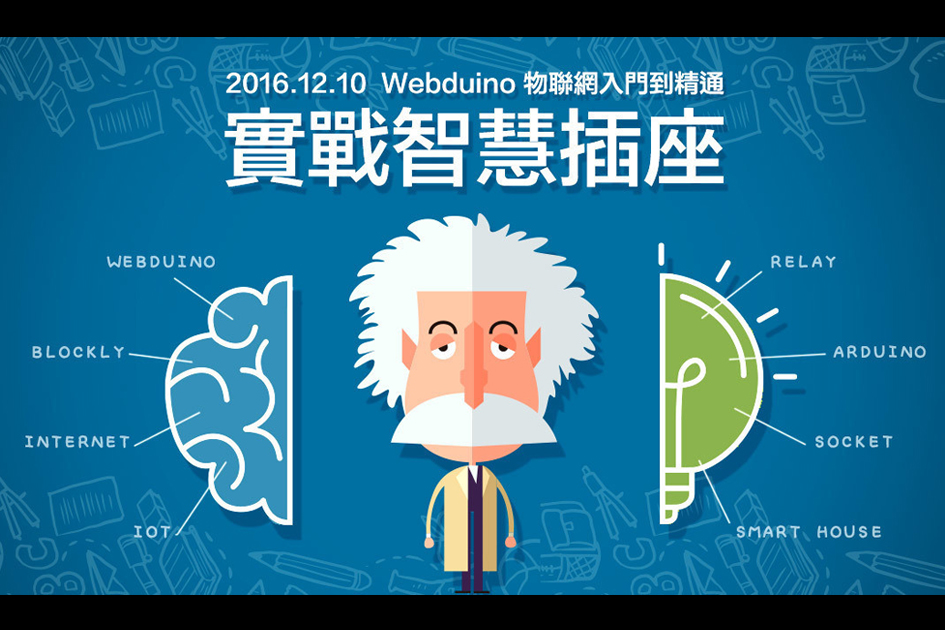 2016.12.10 Webduino 物聯網入門到精通
實戰智慧插座
WEBDUINO
BLOCKLY
INTERNET
IOT
RELAY
ARDUINO
SOCKET
SMART HOUSE